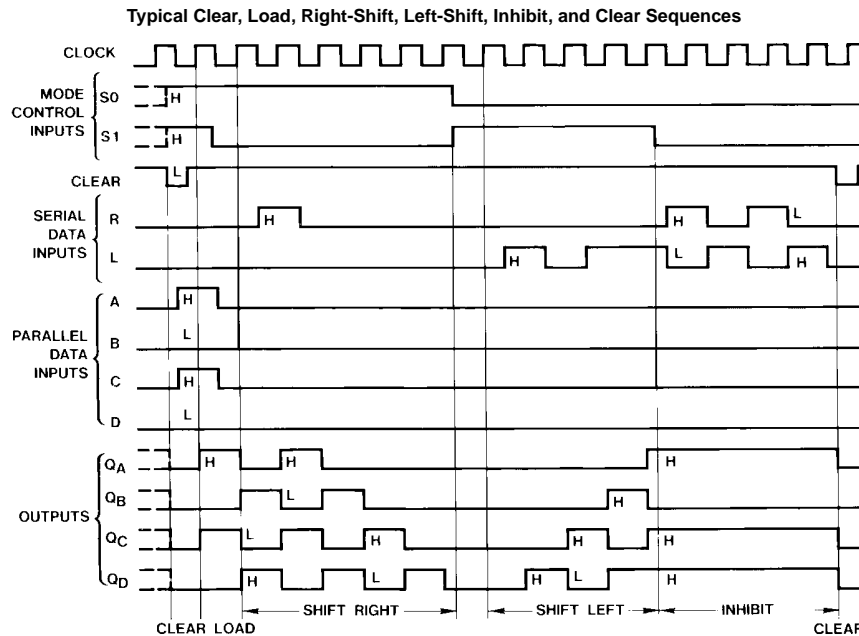 Typical Clear, Load, Right-Shift, Left-Shift, Inhibit, and Clear Sequences
CLOCK
MODE
CONTROL
INPUTS
S0
H
S1
H
CLEAR
L
SERIAL
DATA
INPUTS
R
H
H
L
L
H
L
H
PARALLEL
DATA
INPUTS
A
H
B
L
C
H
D
L
OUTPUTS
QA
H
H
H
QB
L
H
QC
L
H
H
H
QD
H
L
H
L
H
SHIFT RIGHT
SHIFT LEFT
INHIBIT
CLEAR LOAD
CLEAR